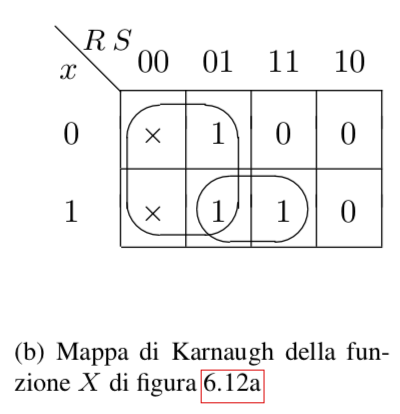 R S
x 00 01 11 10
0 × 1 0 0
1 × 1 1 0
(b) Mappa di Karnaugh della fun-
zione X di figura 6.12a